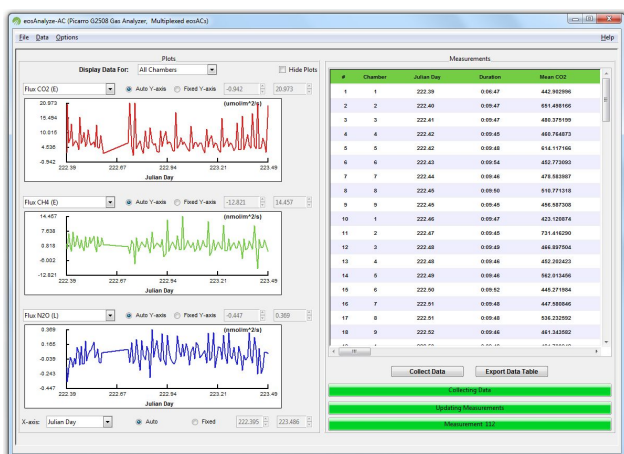 eosAnalyze-AC (Picarro G2508 Gas Analyzer, Multiplexed eosACs)
File Data Options Help
Plots
Display Data For: All Chambers Hide Plots
Flux CO2 (E) Auto Y-axis Fixed Y-axis -0.942 20.973
20.973 (umol/m^2/s)
15.494
10.016
4.536
-0.942
222.39 222.67 222.94 223.21 223.49
Julian Day
Flux CH4 (E) Auto Y-axis Fixed Y-axis -12.821 14.457
14.457 (nmol/m^2/s)
7.638
0.818
-6.002
-12.821
222.39 222.67 222.94 223.21 223.49
Julian Day
Flux N2O (L) Auto Y-axis Fixed Y-axis -0.447 0.369
0.369 (nmol/m^2/s)
0.165
-0.039
-0.243
-0.447
222.39 222.67 222.94 223.21 223.49
Julian Day
X-axis: Julian Day Auto Fixed 222.395 223.486
Measurements
# Chamber Julian Day Duration Mean CO2
1 1 222.39 0:06:47 442.902996
2 2 222.40 0:09:47 651.498166
3 3 222.41 0:09:47 480.375199
4 4 222.42 0:09:45 460.764873
5 5 222.42 0:09:48 614.117166
6 6 222.43 0:09:54 452.773093
7 7 222.44 0:09:46 478.583987
8 8 222.45 0:09:50 510.771318
9 9 222.45 0:09:45 456.587308
10 1 222.46 0:09:47 423.120874
11 2 222.47 0:09:45 731.416290
12 3 222.48 0:09:49 466.897504
13 4 222.48 0:09:46 452.202423
14 5 222.49 0:09:46 562.013456
15 6 222.50 0:09:52 445.271984
16 7 222.51 0:09:48 447.580846
17 8 222.51 0:09:48 536.232592
18 9 222.52 0:09:46 461.343582
Collect Data Export Data Table
Collecting Data
Updating Measurements
Measurement 112